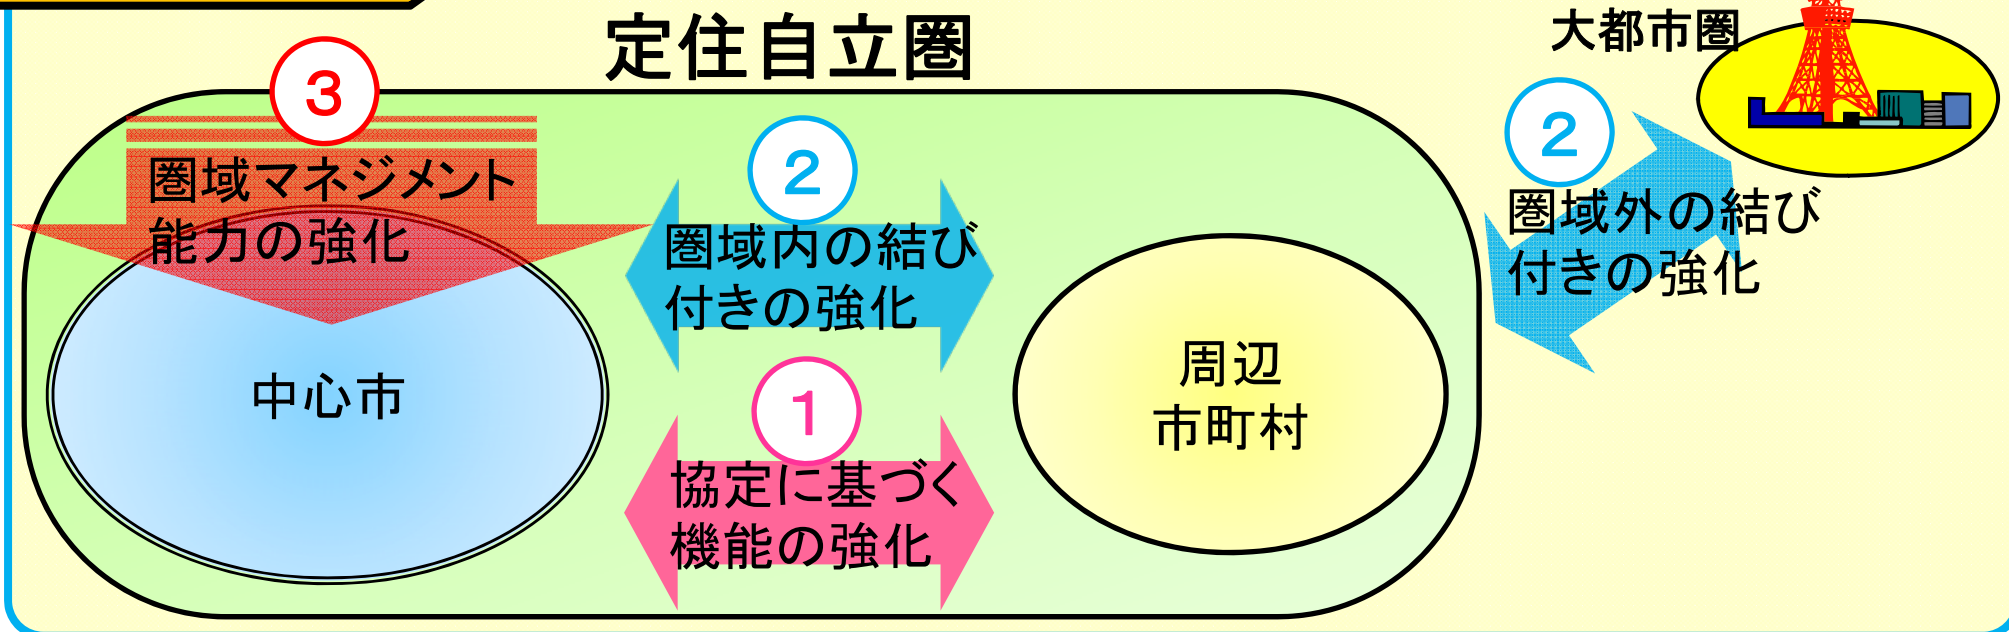 定住自立圏
大都市圏
3
圏域マネジメント
能力の強化
2
圏域内の結び
付きの強化
2
圏域外の結び
付きの強化
中心市
1
協定に基づく
機能の強化
周辺
市町村